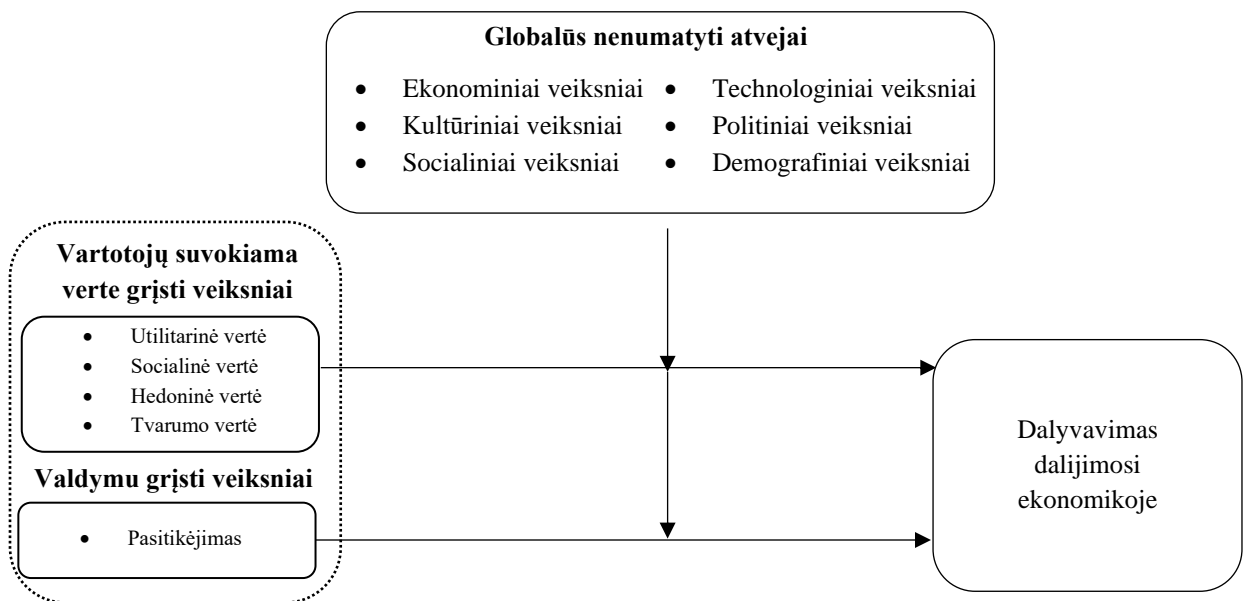 Globalūs nenumatyti atvejai
• Ekonominiai veiksniai • Technologiniai veiksniai
• Kultūriniai veiksniai • Politiniai veiksniai
• Socialiniai veiksniai • Demografiniai veiksniai
Vartotojų suvokiama
verte grįsti veiksniai
• Utilitarinė vertė
• Socialinė vertė
• Hedoninė vertė
• Tvarumo vertė
Valdymu grįsti veiksniai
• Pasitikėjimas
Dalyvavimas
dalijimosi
ekonomikoje